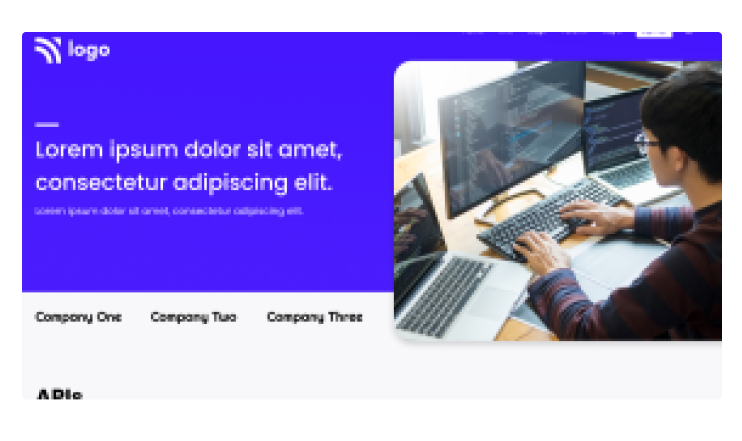 logo
Lorem ipsum dolor sit amet,
consectetur adipiscing elit.
Lorem ipsum dolor sit amet, consectetur adipiscing elit.
Company One Company Two Company Three
APIs